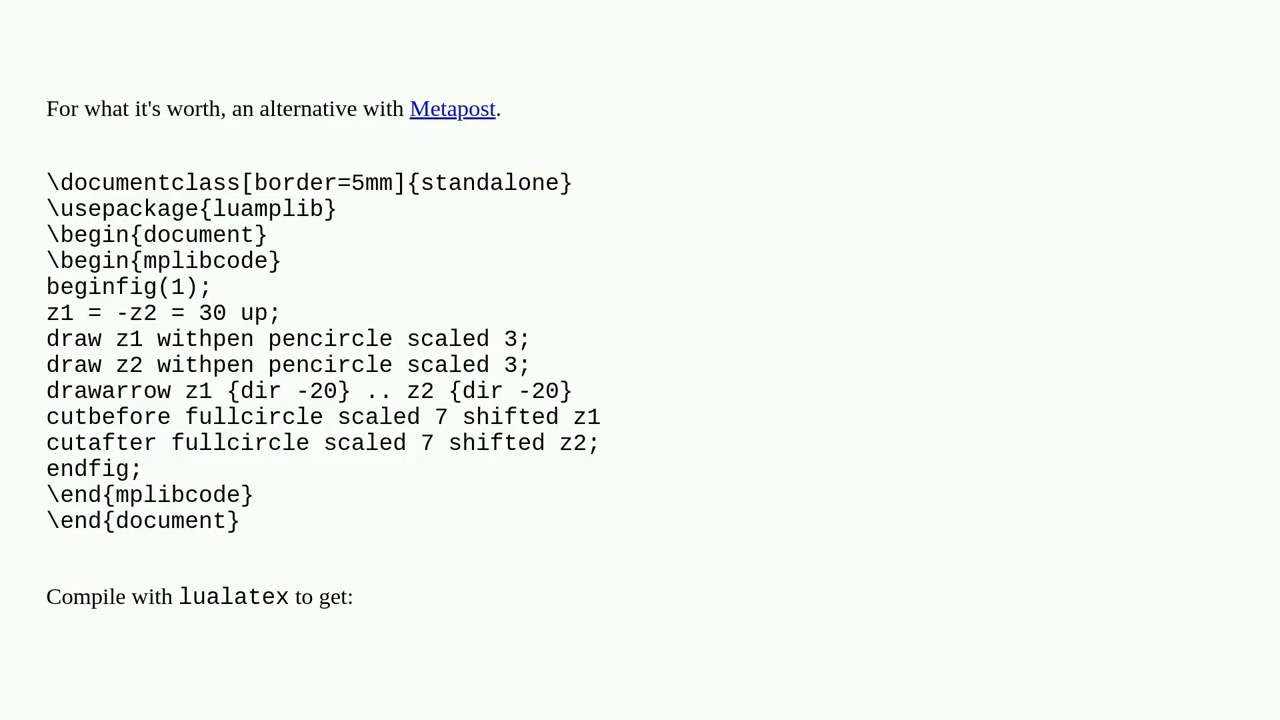 For what it's worth, an alternative with Metapost.
\documentclass[border=5mm]{standalone}
\usepackage{luamplib}
\begin{document}
\begin{mplibcode}
beginfig(1);
z1 = -z2 = 30 up;
draw z1 withpen pencircle scaled 3;
draw z2 withpen pencircle scaled 3;
drawarrow z1 {dir -20} .. z2 {dir -20}
cutbefore fullcircle scaled 7 shifted z1
cutafter fullcircle scaled 7 shifted z2;
endfig;
\end{mplibcode}
\end{document}
Compile with lualatex to get: